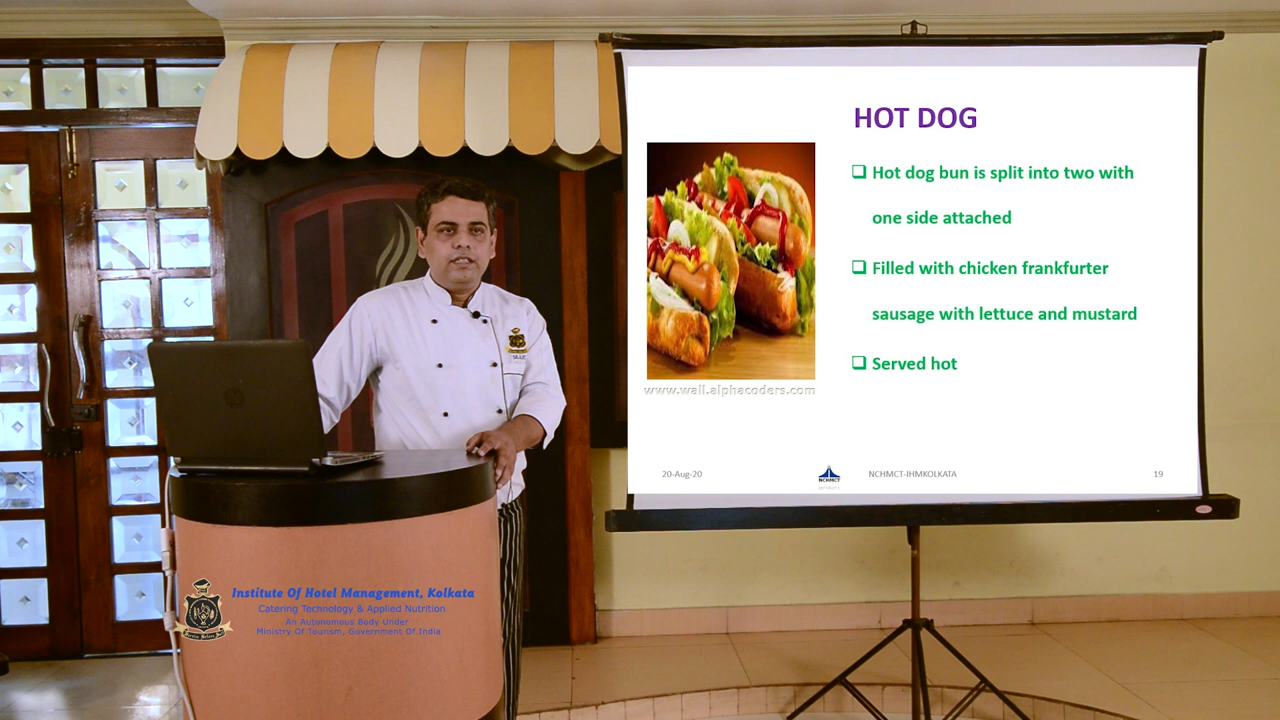 HOT DOG
❑ Hot dog bun is split into two with
one side attached
❑ Filled with chicken frankfurter
sausage with lettuce and mustard
❑ Served hot
www.wall.alphacoders.com
20-Aug-20
NCHMCT
NCHMCT-IHMKOLKATA
19
Institute Of Hotel Management, Kolkata
Catering Technology & Applied Nutrition
An Autonomous Body Under
Ministry Of Tourism, Government Of India